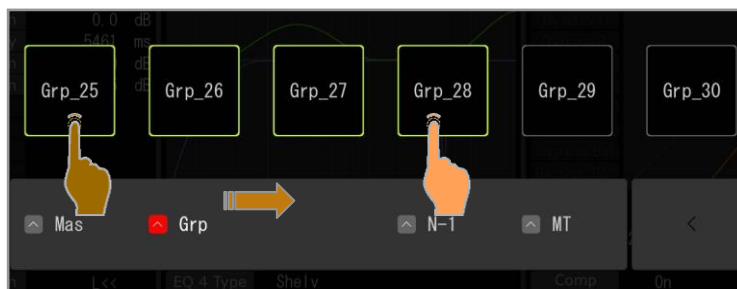 0.0 dB
5461 ms
dB
dB
Grp_25 Grp_26 Grp_27 Grp_28 Grp_29 Grp_30
Mas Grp N-1 MT
L<< EQ 4 Type Shelv Comp On